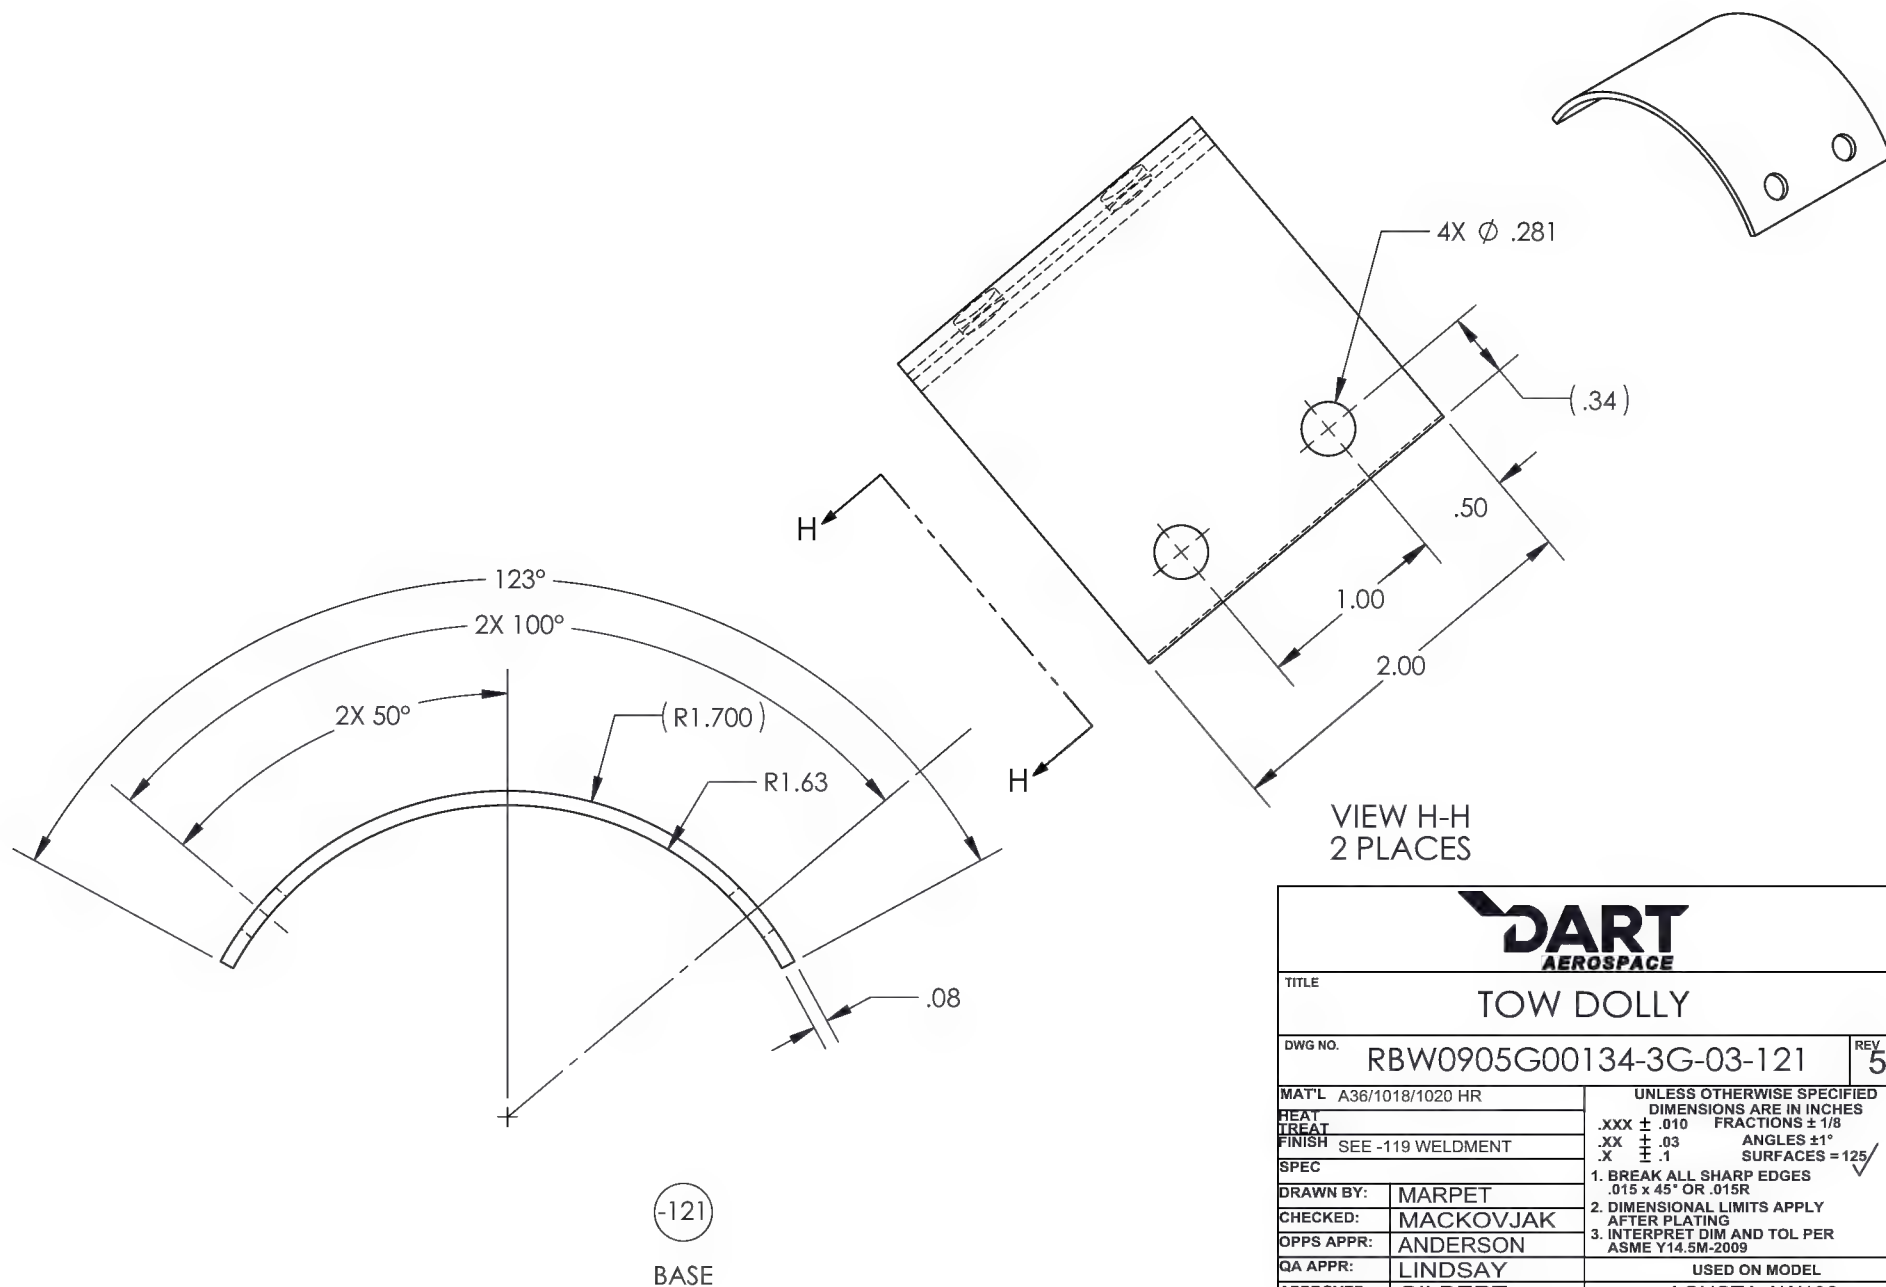 4X Ø .281
(.34)
.50
1.00
2.00
H
H
VIEW H-H
2 PLACES
123°
2X 100°
2X 50°
(R1.700)
R1.63
.08
-121
BASE
DART
AEROSPACE
TITLE
TOW DOLLY
DWG NO. RBW0905G00134-3G-03-121 REV 5
MAT'L A36/1018/1020 HR
HEAT
TREAT
FINISH SEE -119 WELDMENT
SPEC
DRAWN BY: MARPET
CHECKED: MACKOVJAK
OPPS APPR: ANDERSON
QA APPR: LINDSAY
UNLESS OTHERWISE SPECIFIED
DIMENSIONS ARE IN INCHES
.XXX ± .010 FRACTIONS ± 1/8
.XX ± .03 ANGLES ±1°
.X ± .1 SURFACES = 125
1. BREAK ALL SHARP EDGES
.015 x 45° OR .015R
2. DIMENSIONAL LIMITS APPLY
AFTER PLATING
3. INTERPRET DIM AND TOL PER
ASME Y14.5M-2009
USED ON MODEL